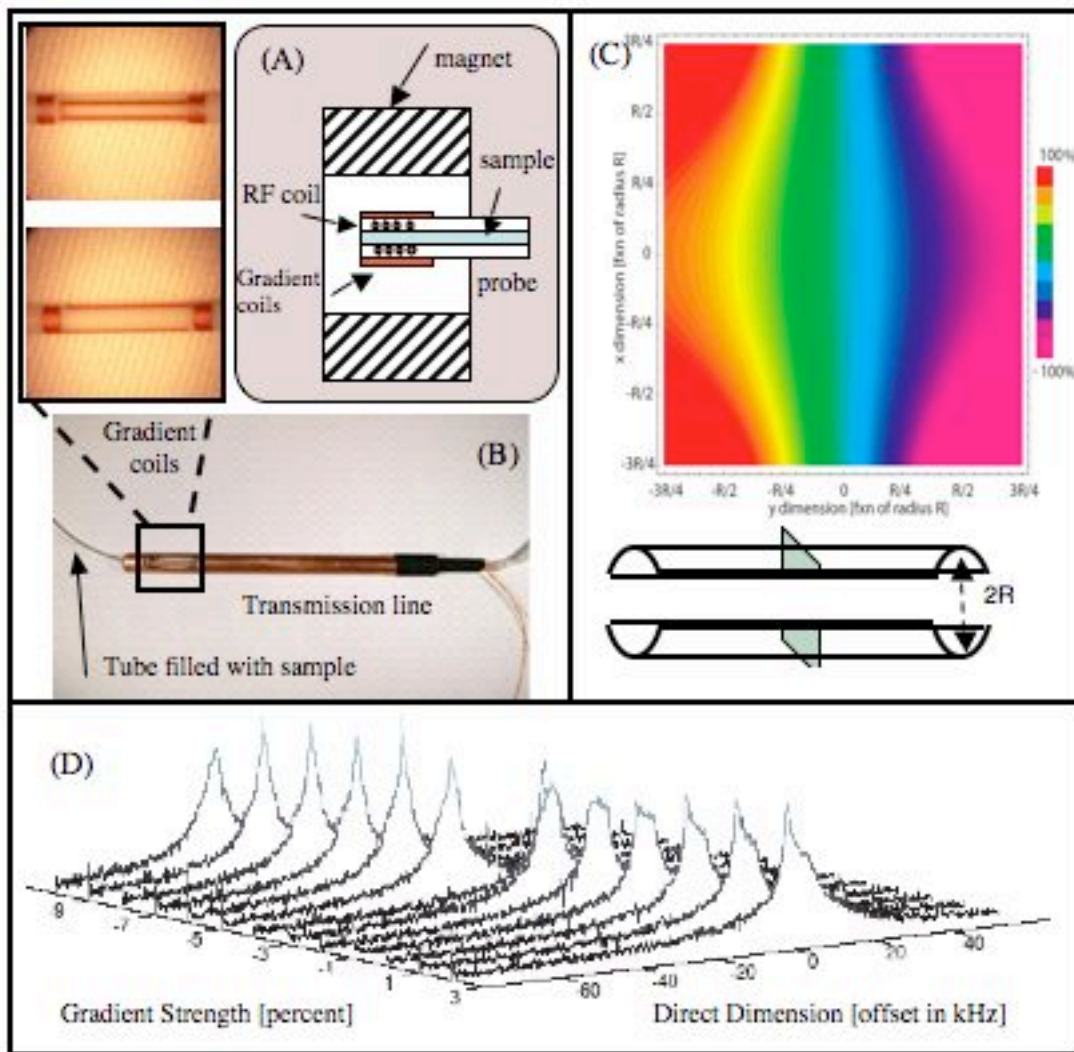 (A)
magnet
sample
RF coil
Gradient
coils
probe
Gradient
coils
(B)
Transmission line
Tube filled with sample
(C)
3R/4
R/2
R/4
0
-R/4
-R/2
-3R/4
x dimension [fxn of radius R]
-3R/4 -R/2 -R/4 0 R/4 R/2 3R/4
y dimension [fxn of radius R]
100%
-100%
2R
(D)
-9 -7 -5 -3 -1 1 3
Gradient Strength [percent]
-60 -40 -20 0 20 40
Direct Dimension [offset in kHz]